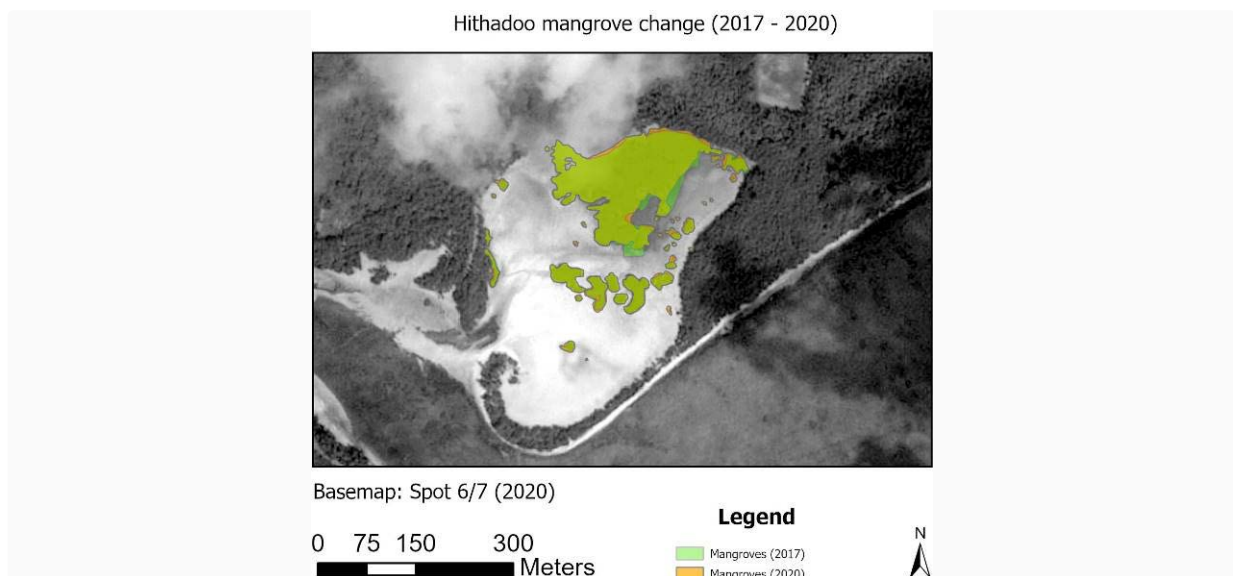 Hithadoo mangrove change (2017 - 2020)
Basemap: Spot 6/7 (2020)
0 75 150 300
Meters
Legend
Mangroves (2017)
Mangroves (2020)
N